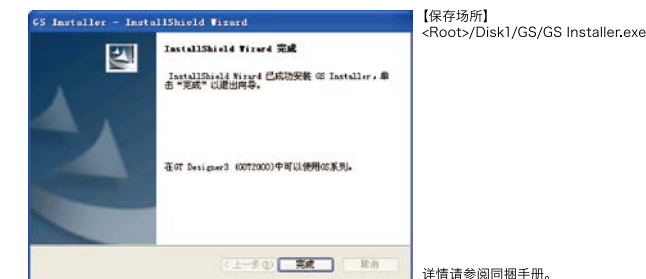 GS Installer - InstallShield Wizard
InstallShield Wizard 完成
InstallShield Wizard 已成功安装 GS Installer，单
击“完成”以退出向导。
在GT Designer3 (GOT2000)中可以使用GS系列。
< 上一步(B)
完成
取消
【保存场所】
<Root>/Disk1/GS/GS Installer.exe
详情请参阅同捆手册。